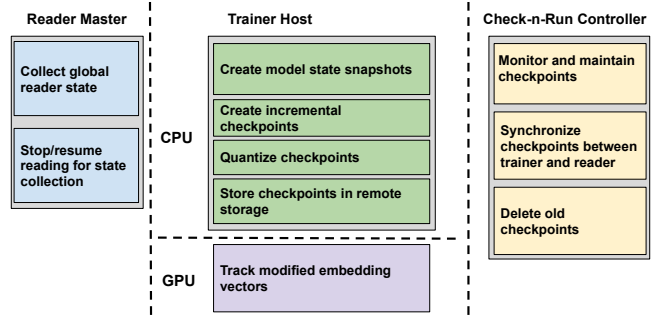 Reader Master
Collect global
reader state
Stop/resume
reading for state
collection
Trainer Host
CPU
Create model state snapshots
Create incremental
checkpoints
Quantize checkpoints
Store checkpoints in remote
storage
GPU
Track modified embedding
vectors
Check-n-Run Controller
Monitor and maintain
checkpoints
Synchronize
checkpoints between
trainer and reader
Delete old
checkpoints